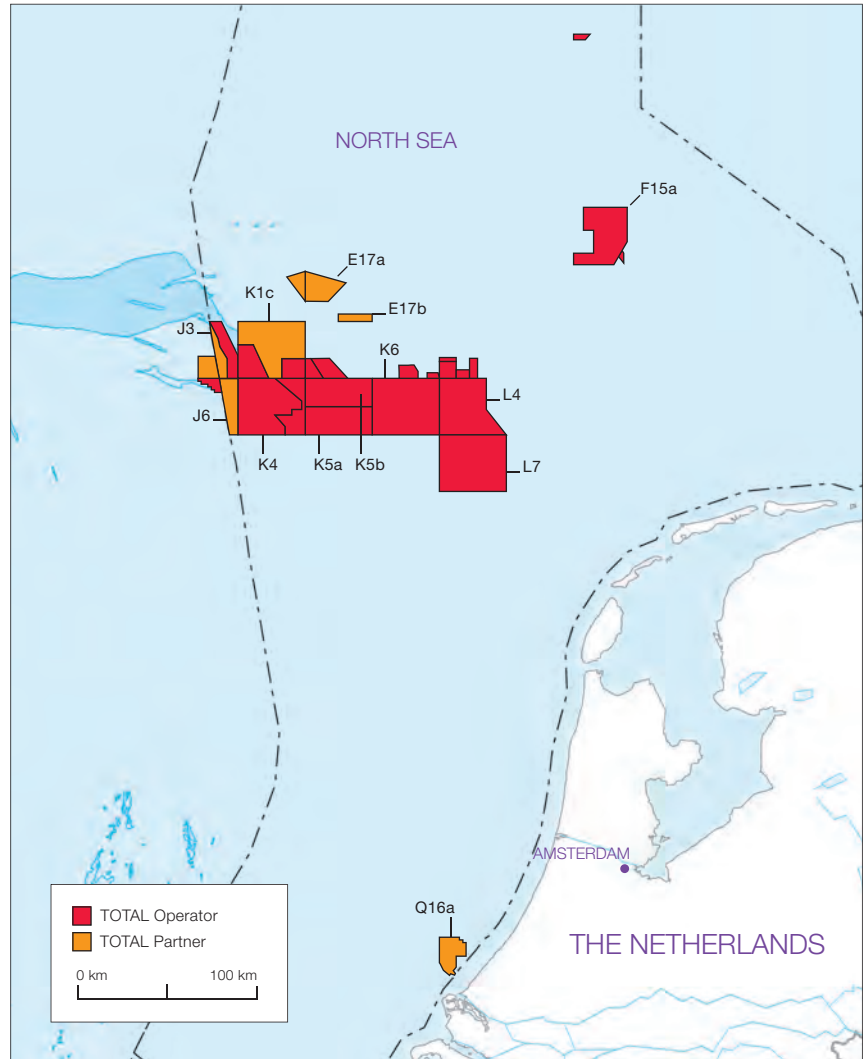 NORTH SEA
F15a
E17a
K1c
E17b
J3
K6
L4
J6
K4
K5a
K5b
L7
AMSTERDAM
Q16a
THE NETHERLANDS
TOTAL Operator
TOTAL Partner
0 km 100 km